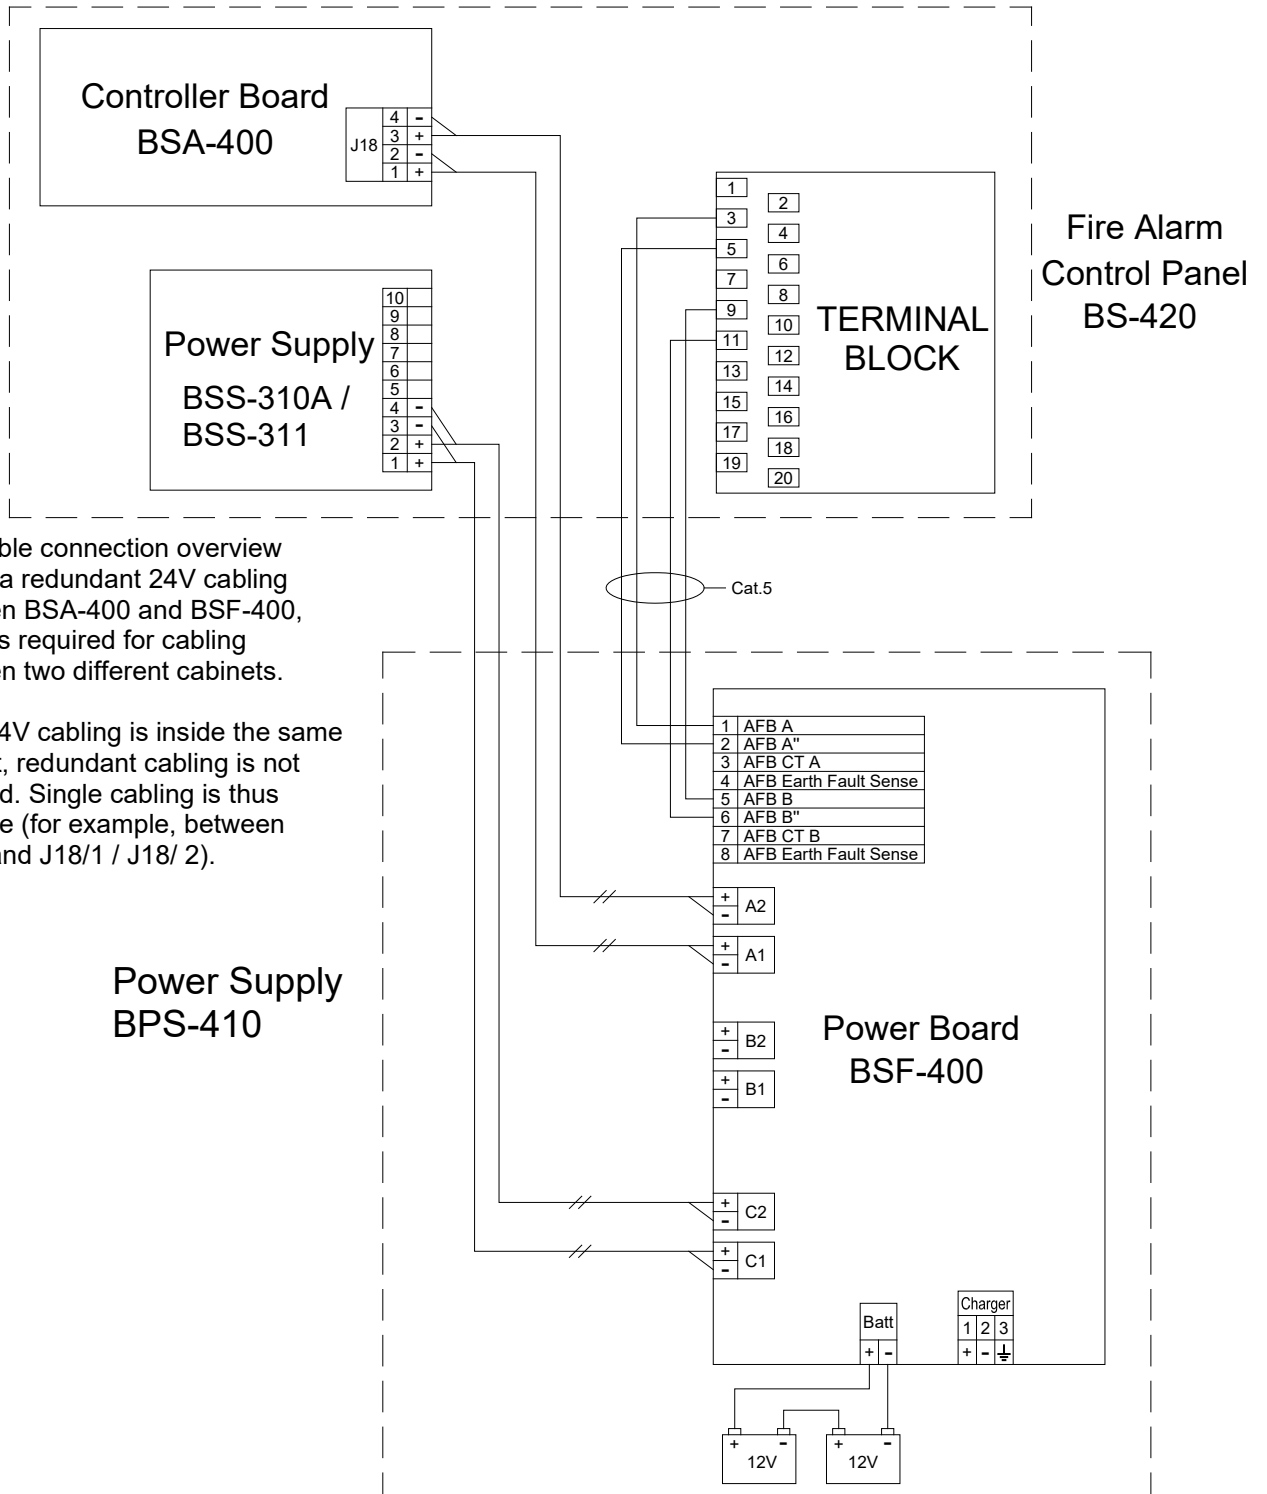 Controller Board
BSA-400
J18
4 -
3 +
2 -
1 +
Power Supply
BSS-310A /
BSS-311
10
9
8
7
6
5
4 -
3 -
2 +
1 +
1
2
3
4
5
6
7
8
9
10
11
12
13
14
15
16
17
18
19
20
TERMINAL
BLOCK
Fire Alarm
Control Panel
BS-420
ble connection overview
a redundant 24V cabling
en BSA-400 and BSF-400,
s required for cabling
en two different cabinets.
4V cabling is inside the same
, redundant cabling is not
d. Single cabling is thus
e (for example, between
and J18/1 / J18/ 2).
Cat.5
Power Supply
BPS-410
1 AFB A
2 AFB A"
3 AFB CT A
4 AFB Earth Fault Sense
5 AFB B
6 AFB B"
7 AFB CT B
8 AFB Earth Fault Sense
+
- A2
+
- A1
+
- B2
+
- B1
+
- C2
+
- C1
Power Board
BSF-400
Batt
+ -
Charger
1 2 3
+ -
+ -
12V
+ -
12V